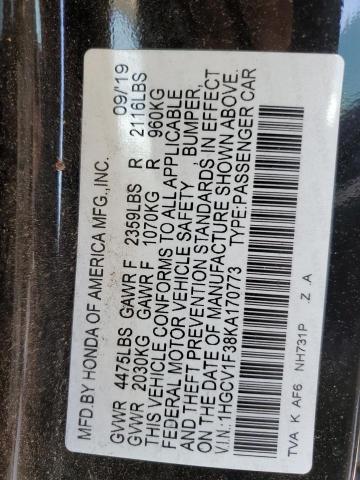 MFD.BY HONDA OF AMERICA MFG.,INC. 09/'19
GVWR 4475LBS GAWR F 2359LBS R 2116LBS
GVWR 2030KG GAWR F 1070KG R 960KG
THIS VEHICLE CONFORMS TO ALL APPLICABLE
FEDERAL MOTOR VEHICLE SAFETY , BUMPER,
AND THEFT PREVENTION STANDARDS IN EFFECT
ON THE DATE OF MANUFACTURE SHOWN ABOVE.
V.I.N.:1HGCV1F38KA170773 TYPE:PASSENGER CAR
TVA K AF6 NH731P .Z .A